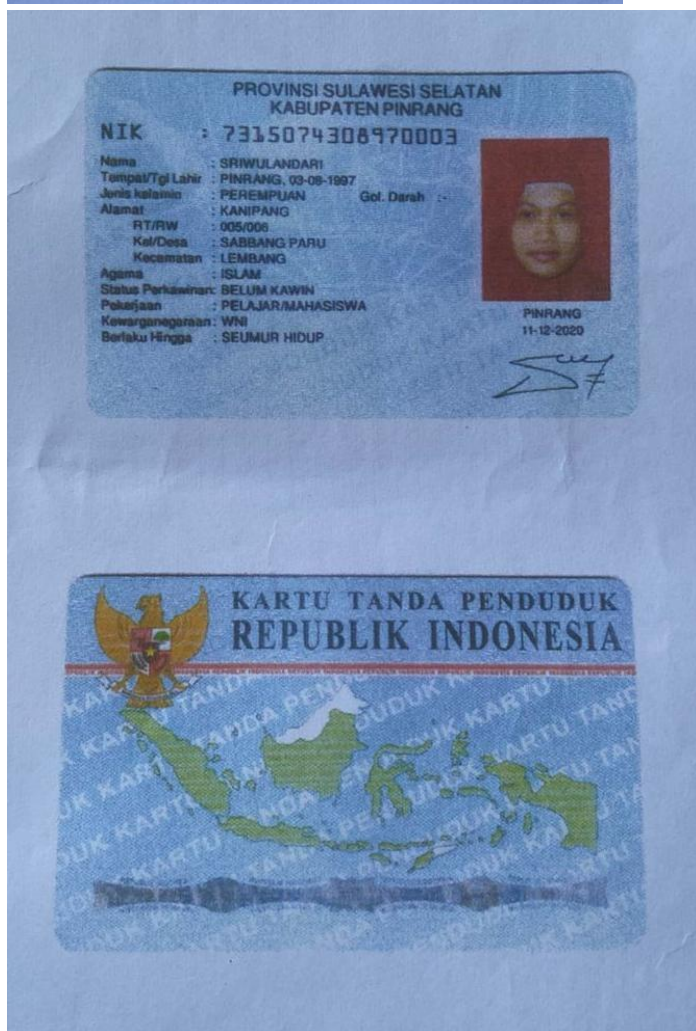 PROVINSI SULAWESI SELATAN
KABUPATEN PINRANG
NIK : 7315074308970003
Nama : SRIWULANDARI
Tempat/Tgl Lahir : PINRANG, 03-08-1997
Jenis kelamin : PEREMPUAN Gol. Darah : -
Alamat : KANIPANG
RT/RW : 005/006
Kel/Desa : SABBANG PARU
Kecamatan : LEMBANG
Agama : ISLAM
Status Perkawinan: BELUM KAWIN
Pekerjaan : PELAJAR/MAHASISWA
Kewarganegaraan : WNI
Berlaku Hingga : SEUMUR HIDUP
PINRANG
11-12-2020
KARTU TANDA PENDUDUK
REPUBLIK INDONESIA